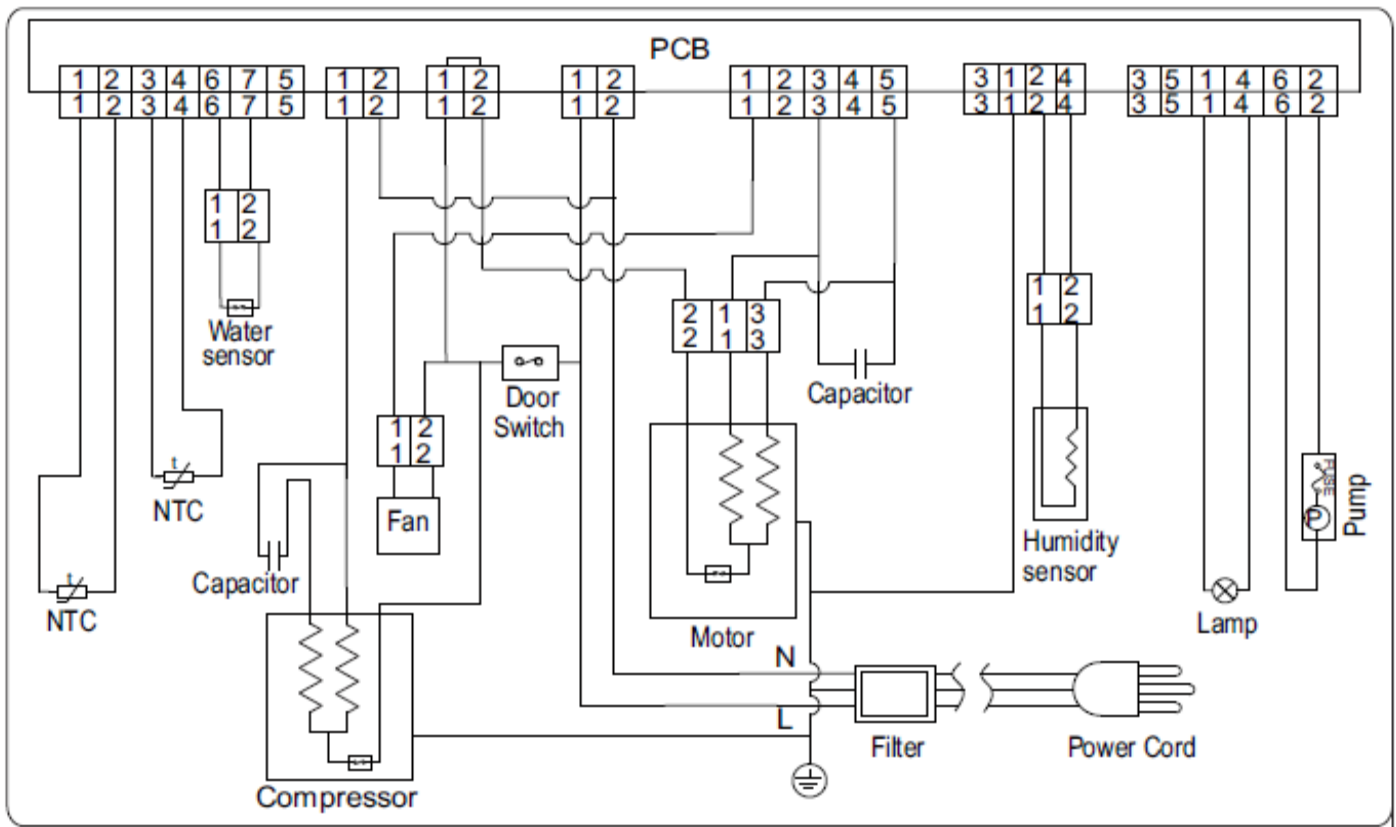 PCB
1 2 3 4 6 7 5 1 2 1 2 1 2 1 2 3 4 5 3 1 2 4 3 5 1 4 6 2
1 2 3 4 6 7 5 1 2 1 2 1 2 1 2 3 4 5 3 1 2 4 3 5 1 4 6 2
1 2
1 2
Water
sensor
1 2
1 2
2 1 3
2 1 3
Door
Switch
Capacitor
1 2
1 2
Fan
t
NTC
Capacitor
t
NTC
Compressor
Motor
Humidity
sensor
Lamp
FUSE
P
Pump
N
L
Filter
Power Cord